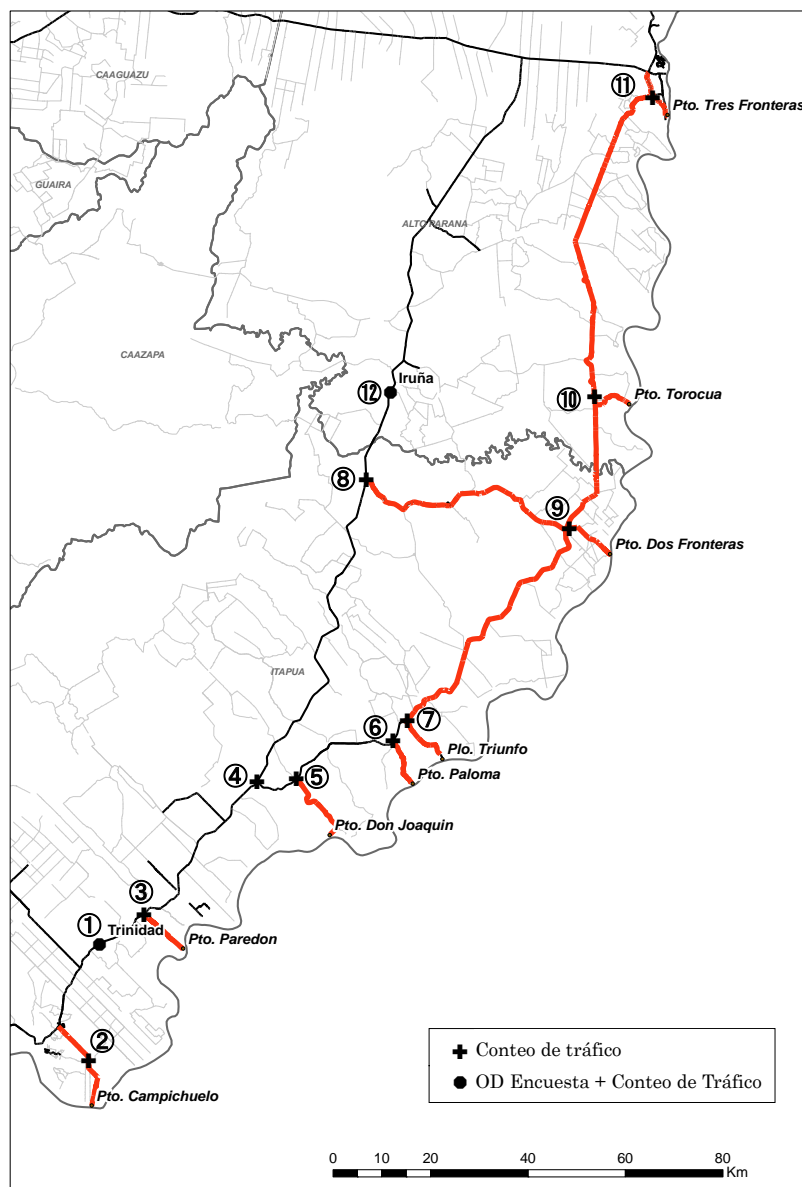 CAAGUAZU
⑪
Pto. Tres Fronteras
GUAIRA
ALTO PARANA
CAAZAPA
Iruña
⑫
⑩
Pto. Torocua
⑧
⑨
Pto. Dos Fronteras
ITAPUA
⑥
⑦
Plo. Triunfo
④
⑤
Pto. Paloma
Pto. Don Joaquin
③
①
Trinidad
Pto. Paredon
②
Pto. Campichuelo
Conteo de tráfico
OD Encuesta + Conteo de Tráfico
0 10 20 40 60 80
Km